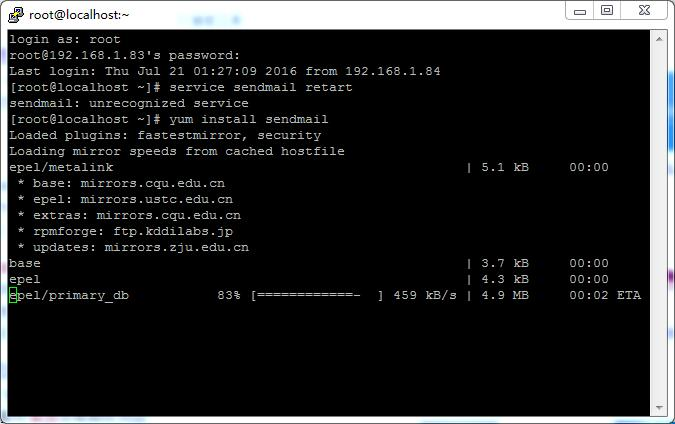 root@localhost:~
login as: root
root@192.168.1.83's password:
Last login: Thu Jul 21 01:27:09 2016 from 192.168.1.84
[root@localhost ~]# service sendmail retart
sendmail: unrecognized service
[root@localhost ~]# yum install sendmail
Loaded plugins: fastestmirror, security
Loading mirror speeds from cached hostfile
epel/metalink | 5.1 kB 00:00
* base: mirrors.cqu.edu.cn
* epel: mirrors.ustc.edu.cn
* extras: mirrors.cqu.edu.cn
* rpmforge: ftp.kddilabs.jp
* updates: mirrors.zju.edu.cn
base | 3.7 kB 00:00
epel | 4.3 kB 00:00
epel/primary_db 83% [============- ] 459 kB/s | 4.9 MB 00:02 ETA